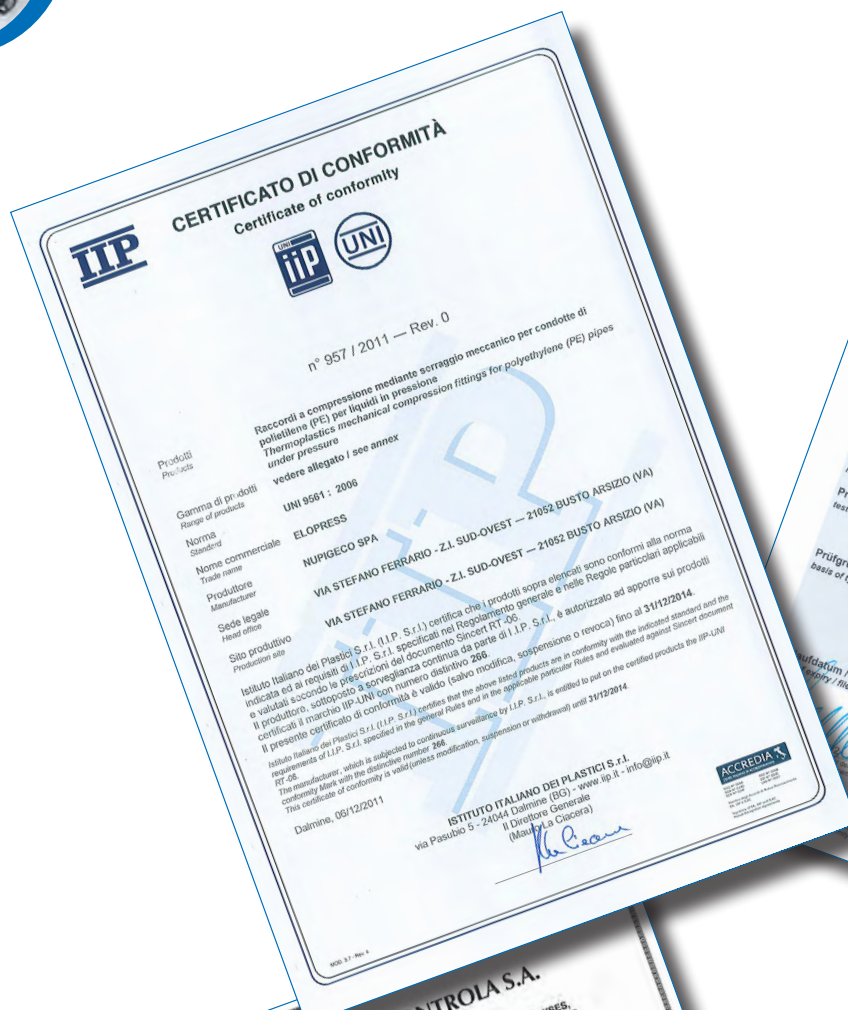 CERTIFICATO DI CONFORMITÀ
Certificate of conformity
IIP
UNI
iiP
UNI
n° 957 / 2011 — Rev. 0
Prodotti
Products
Raccordi a compressione mediante serraggio meccanico per condotte di
polietilene (PE) per liquidi in pressione
Thermoplastics mechanical compression fittings for polyethylene (PE) pipes
under pressure
Gamma di prodotti
Range of products
vedere allegato / see annex
Norma
Standard
UNI 9561 : 2006
Nome commerciale
Trade name
ELOPRESS
Produttore
Manufacturer
NUPIGECO SPA
Sede legale
Head office
VIA STEFANO FERRARIO - Z.I. SUD-OVEST — 21052 BUSTO ARSIZIO (VA)
Sito produttivo
Production site
VIA STEFANO FERRARIO - Z.I. SUD-OVEST — 21052 BUSTO ARSIZIO (VA)
Istituto Italiano dei Plastici S.r.l. (I.I.P. S.r.l.) certifica che i prodotti sopra elencati sono conformi alla norma
indicata ed ai requisiti di I.I.P. S.r.l. specificati nel Regolamento generale e nelle Regole particolari applicabili
e valutati secondo le prescrizioni del documento Sincert RT -06.
Il produttore, sottoposto a sorveglianza continua da parte di I.I.P. S.r.l., è autorizzato ad apporre sui prodotti
certificati il marchio IIP-UNI con numero distintivo 266.
Il presente certificato di conformità è valido (salvo modifica, sospensione o revoca) fino al 31/12/2014.
Istituto Italiano dei Plastici S.r.l. (I.I.P. S.r.l.) certifies that the above listed products are in conformity with the indicated standard and the
requirements of I.I.P. S.r.l. specified in the general Rules and in the applicable particular Rules and evaluated against Sincert document
RT-06.
The manufacturer, which is subjected to continuous surveillance by I.I.P. S.r.l., is entitled to put on the certified products the IIP-UNI
conformity Mark with the distinctive number 266.
This certificate of conformity is valid (unless modification, suspension or withdrawal) until 31/12/2014.
Dalmine, 06/12/2011
ISTITUTO ITALIANO DEI PLASTICI S.r.l.
via Pasubio 5 - 24044 Dalmine (BG) - www.iip.it - info@iip.it
Il Direttore Generale
(Mauro La Ciacera)
ACCREDIA
MOD. 9.7 - Rev. 4
Prüfgr
basis of t
aufdatum /
expiry / file
NTROLA S.A.